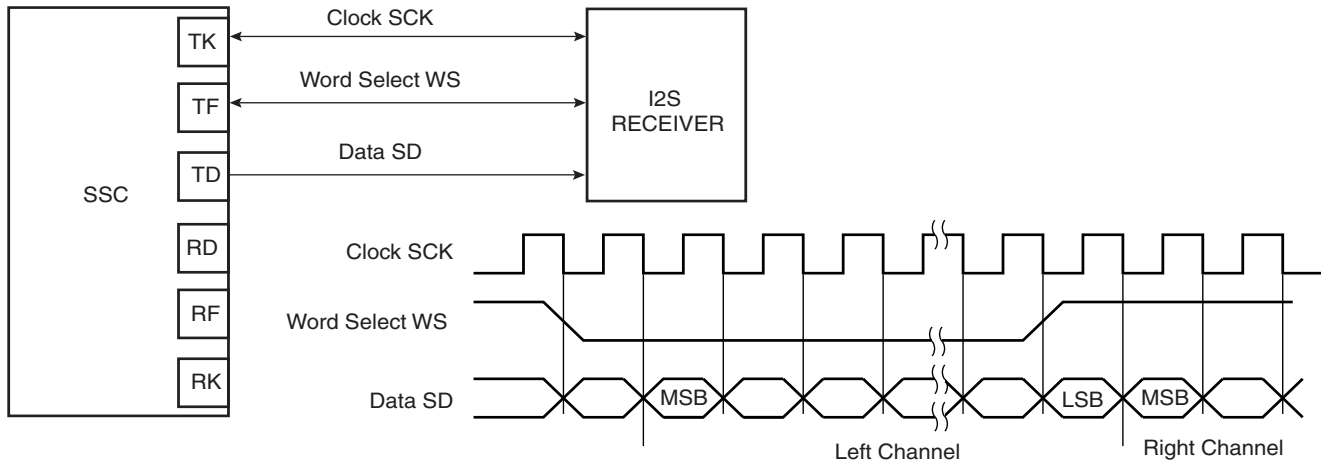 SSC
TK
TF
TD
RD
RF
RK
Clock SCK
Word Select WS
Data SD
I2S
RECEIVER
Clock SCK
Word Select WS
Data SD
MSB
LSB
MSB
Left Channel
Right Channel